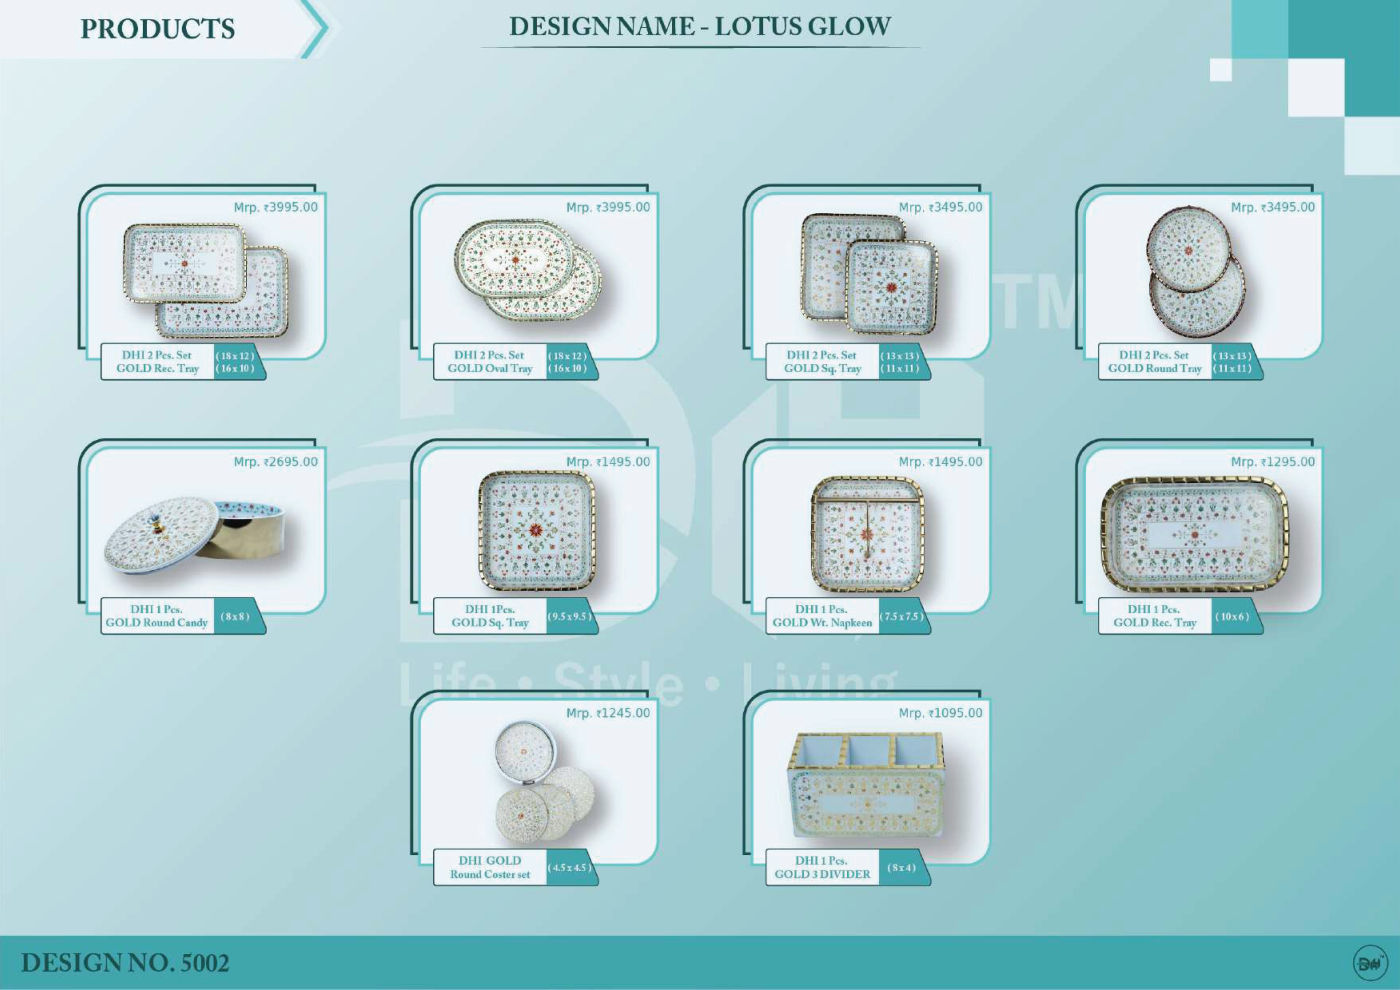 PRODUCTS
DESIGN NAME - LOTUS GLOW
Mrp. ₹3995.00
DHI 2 Pcs. Set
GOLD Rec. Tray
(18 x 12)
(16 x 10)
Mrp. ₹3995.00
DHI 2 Pcs. Set
GOLD Oval Tray
(18 x 12)
(16 x 10)
Mrp. ₹3495.00
DHI 2 Pcs. Set
GOLD Sq. Tray
(13 x 13)
(11 x 11)
Mrp. ₹3495.00
DHI 2 Pcs. Set
GOLD Round Tray
(13 x 13)
(11 x 11)
TM
Mrp. ₹2695.00
DHI 1 Pcs.
GOLD Round Candy
(8x8)
Mrp. ₹1495.00
DHI 1Pcs.
GOLD Sq. Tray
(9.5 x 9.5)
Mrp. ₹1495.00
DHI 1 Pcs.
GOLD Wt. Napkeen
(7.5 x 7.5)
Mrp. ₹1295.00
DHI 1 Pcs.
GOLD Rec. Tray
(10x6)
Life • Style • Living
Mrp. ₹1245.00
DHI GOLD
Round Coster set
(4.5 x 4.5)
Mrp. ₹1095.00
DHI 1 Pcs.
GOLD 3 DIVIDER
(8x4)
DESIGN NO. 5002